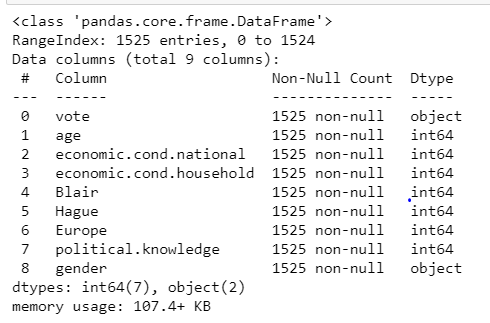 <class 'pandas.core.frame.DataFrame'>
RangeIndex: 1525 entries, 0 to 1524
Data columns (total 9 columns):
 #   Column                   Non-Null Count  Dtype
---  ------                   --------------  -----
 0   vote                     1525 non-null   object
 1   age                      1525 non-null   int64
 2   economic.cond.national   1525 non-null   int64
 3   economic.cond.household  1525 non-null   int64
 4   Blair                    1525 non-null   int64
 5   Hague                    1525 non-null   int64
 6   Europe                   1525 non-null   int64
 7   political.knowledge      1525 non-null   int64
 8   gender                   1525 non-null   object
dtypes: int64(7), object(2)
memory usage: 107.4+ KB